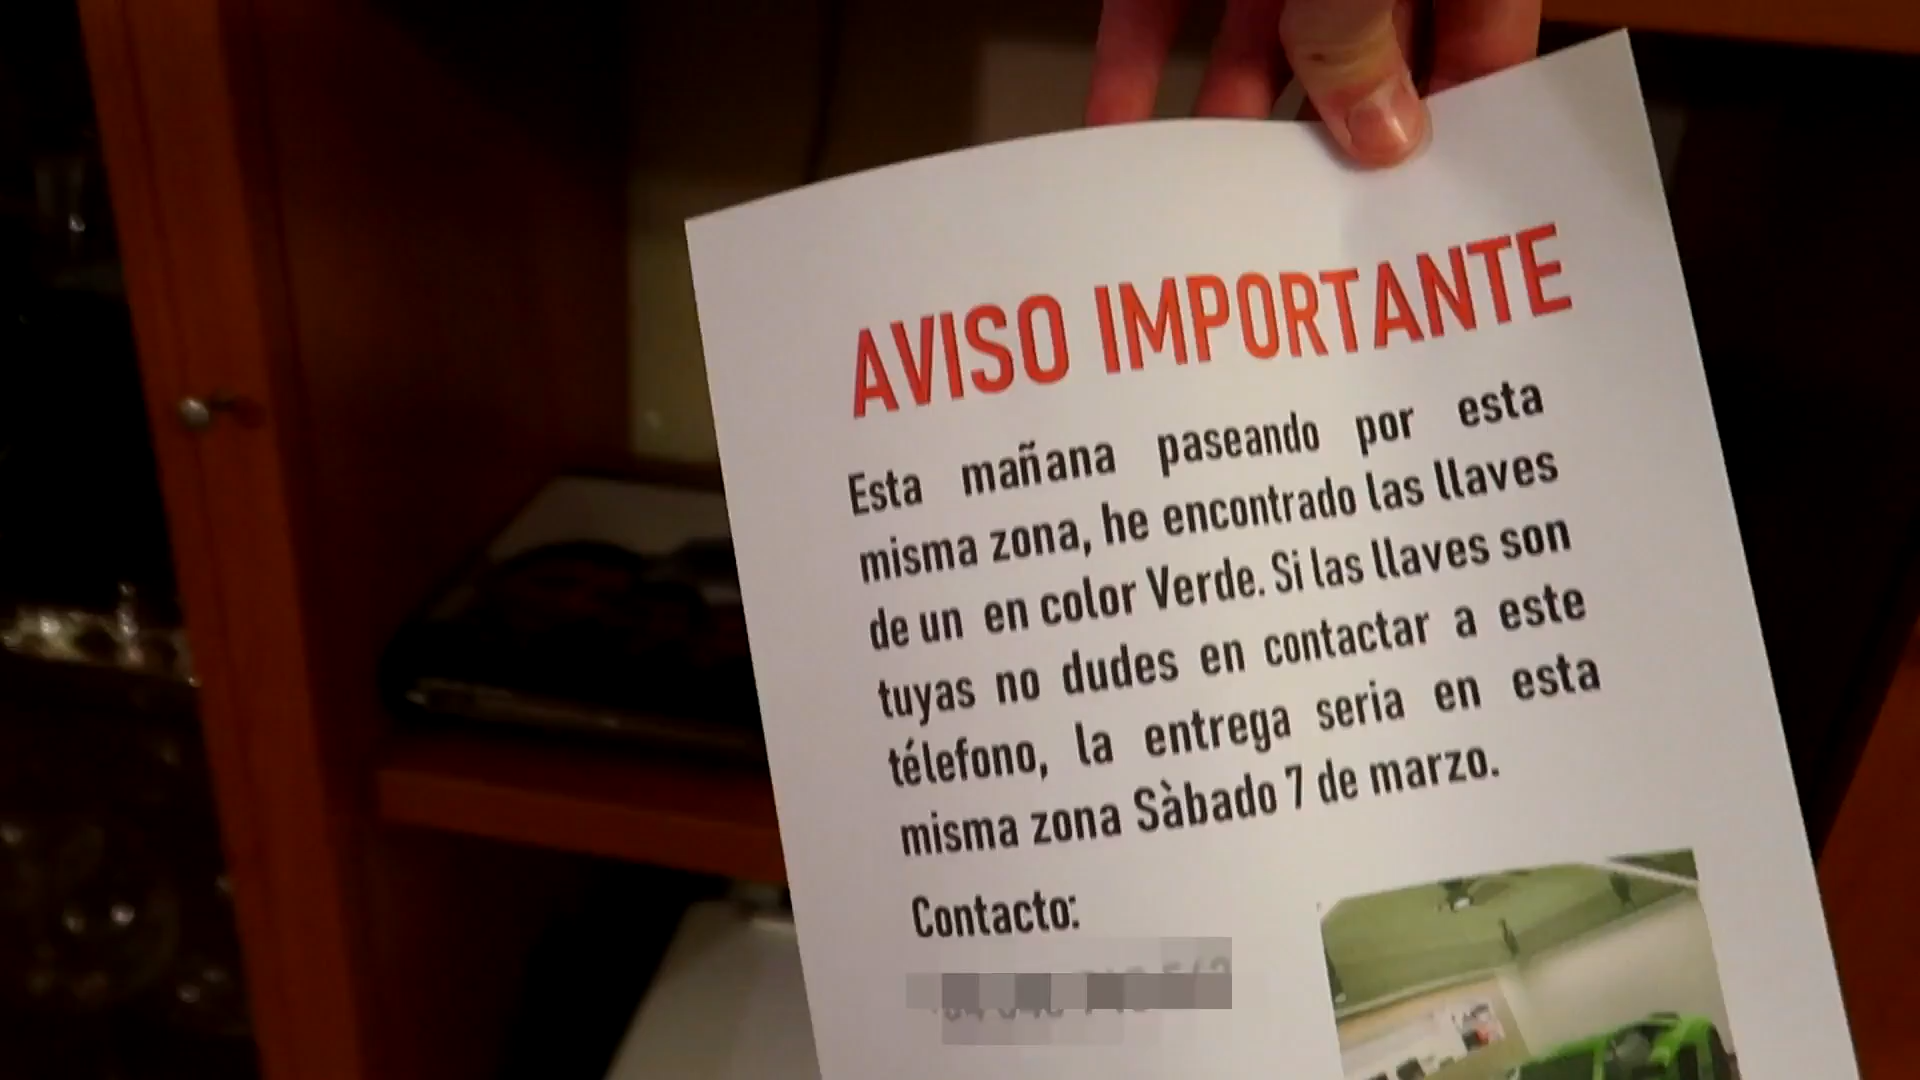 AVISO IMPORTANTE
Esta mañana paseando por esta
misma zona, he encontrado las llaves
de un en color Verde. Si las llaves son
tuyas no dudes en contactar a este
télefono, la entrega seria en esta
misma zona Sàbado 7 de marzo.
Contacto: